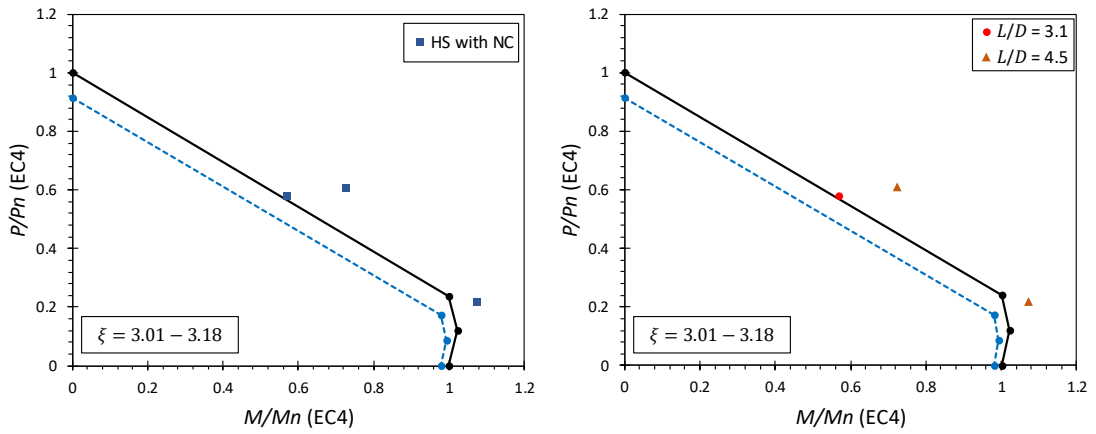 1.2
1
0.8
0.6
0.4
0.2
0
P/Pn (EC4)
HS with NC
ξ = 3.01 – 3.18
0 0.2 0.4 0.6 0.8 1 1.2
M/Mn (EC4)
1.2
1
0.8
0.6
0.4
0.2
0
P/Pn (EC4)
L/D = 3.1
L/D = 4.5
ξ = 3.01 – 3.18
0 0.2 0.4 0.6 0.8 1 1.2
M/Mn (EC4)